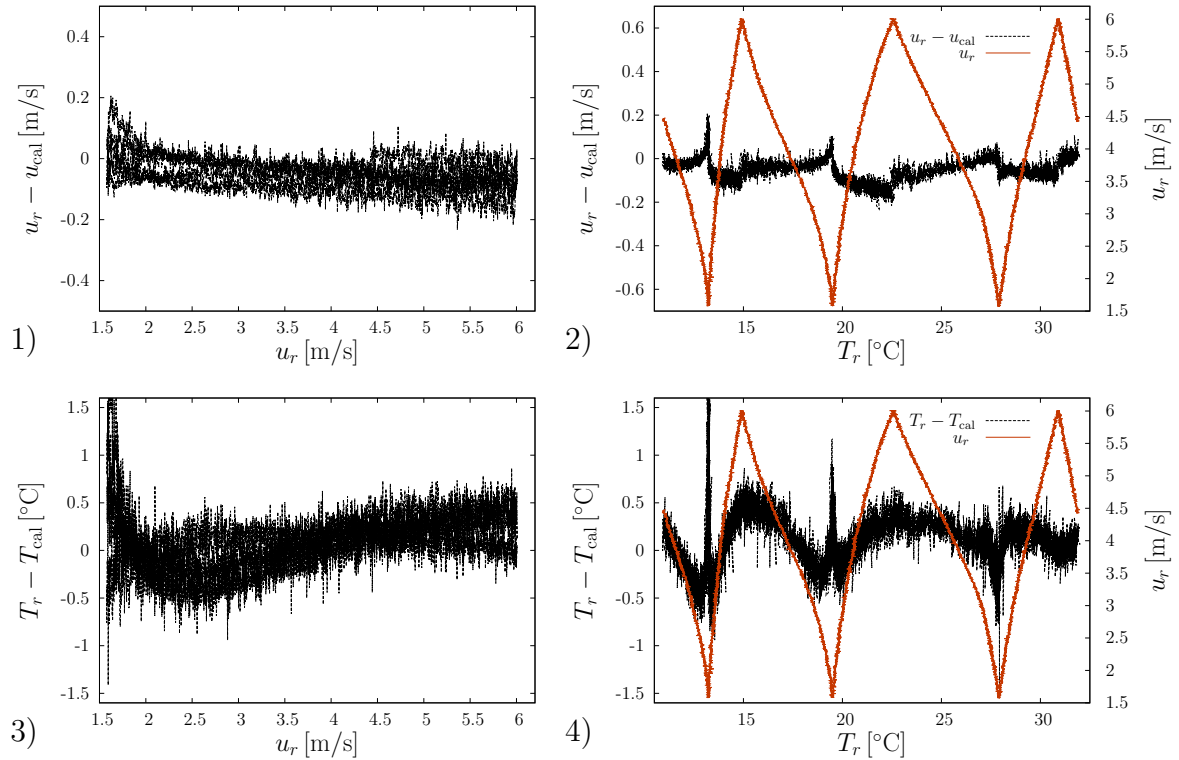 0.4
0.2
0
-0.2
-0.4
u_r − u_cal [m/s]
1.5 2 2.5 3 3.5 4 4.5 5 5.5 6
1) u_r [m/s]
0.6
0.4
0.2
0
-0.2
-0.4
-0.6
u_r − u_cal [m/s]
u_r − u_cal
u_r
6
5.5
5
4.5
4
3.5
3
2.5
2
1.5
u_r [m/s]
15 20 25 30
2) T_r [°C]
1.5
1
0.5
0
-0.5
-1
-1.5
T_r − T_cal [°C]
1.5 2 2.5 3 3.5 4 4.5 5 5.5 6
3) u_r [m/s]
1.5
1
0.5
0
-0.5
-1
-1.5
T_r − T_cal [°C]
T_r − T_cal
u_r
6
5.5
5
4.5
4
3.5
3
2.5
2
1.5
u_r [m/s]
15 20 25 30
4) T_r [°C]